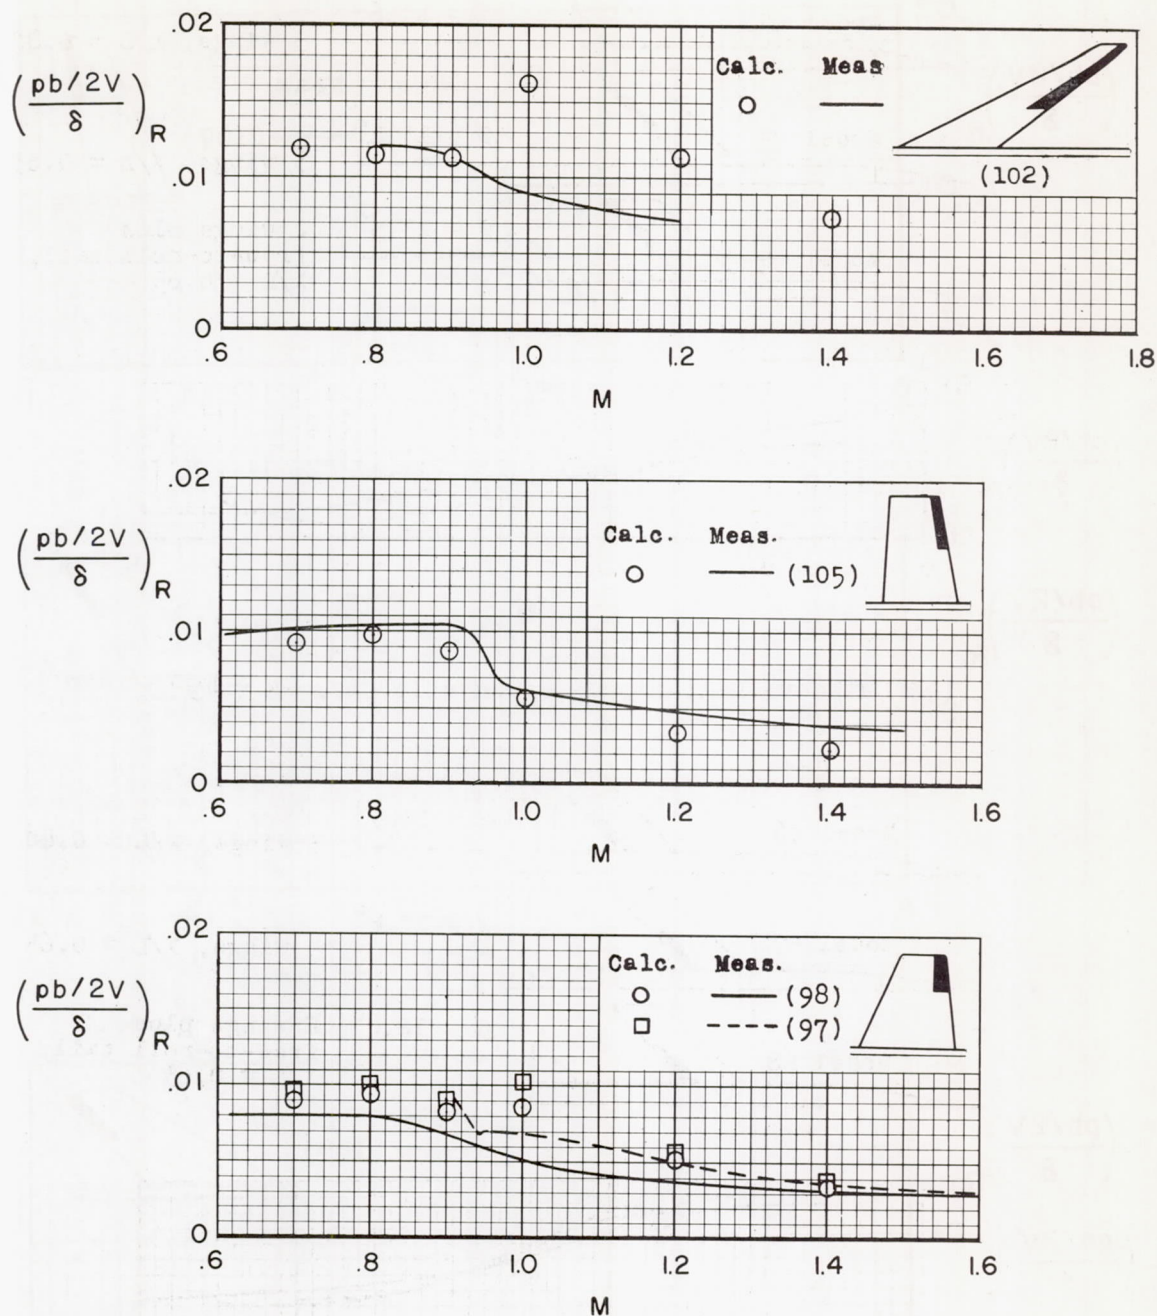 .02
(pb/2V / δ)R
Calc. Meas
.01
(102)
0
.6 .8 1.0 1.2 1.4 1.6 1.8
M
.02
(pb/2V / δ)R
Calc. Meas.
(105)
.01
0
.6 .8 1.0 1.2 1.4 1.6
M
.02
(pb/2V / δ)R
Calc. Meas.
(98)
(97)
.01
0
.6 .8 1.0 1.2 1.4 1.6
M